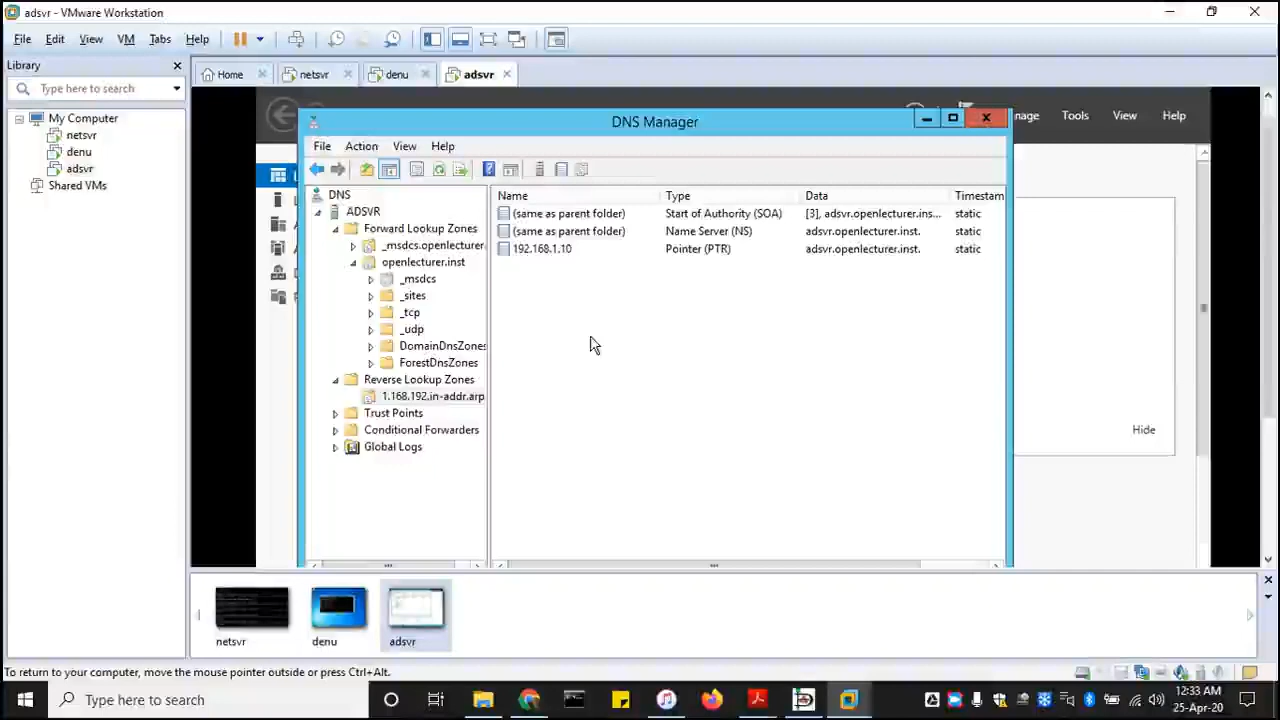 adsvr - VMware Workstation
File Edit View VM Tabs Help
Library
Type here to search
My Computer
netsvr
denu
adsvr
Shared VMs
Home netsvr denu adsvr
nage Tools View Help
DNS Manager
File Action View Help
DNS
ADSVR
Forward Lookup Zones
_msdcs.openlecturer
openlecturer.inst
_msdcs
_sites
_tcp
_udp
DomainDnsZones
ForestDnsZones
Reverse Lookup Zones
1.168.192.in-addr.arp
Trust Points
Conditional Forwarders
Global Logs
Name Type Data Timestam
(same as parent folder) Start of Authority (SOA) [3], adsvr.openlecturer.ins... static
(same as parent folder) Name Server (NS) adsvr.openlecturer.inst. static
192.168.1.10 Pointer (PTR) adsvr.openlecturer.inst. static
Hide
netsvr denu adsvr
To return to your computer, move the mouse pointer outside or press Ctrl+Alt.
Type here to search
12:33 AM
25-Apr-20